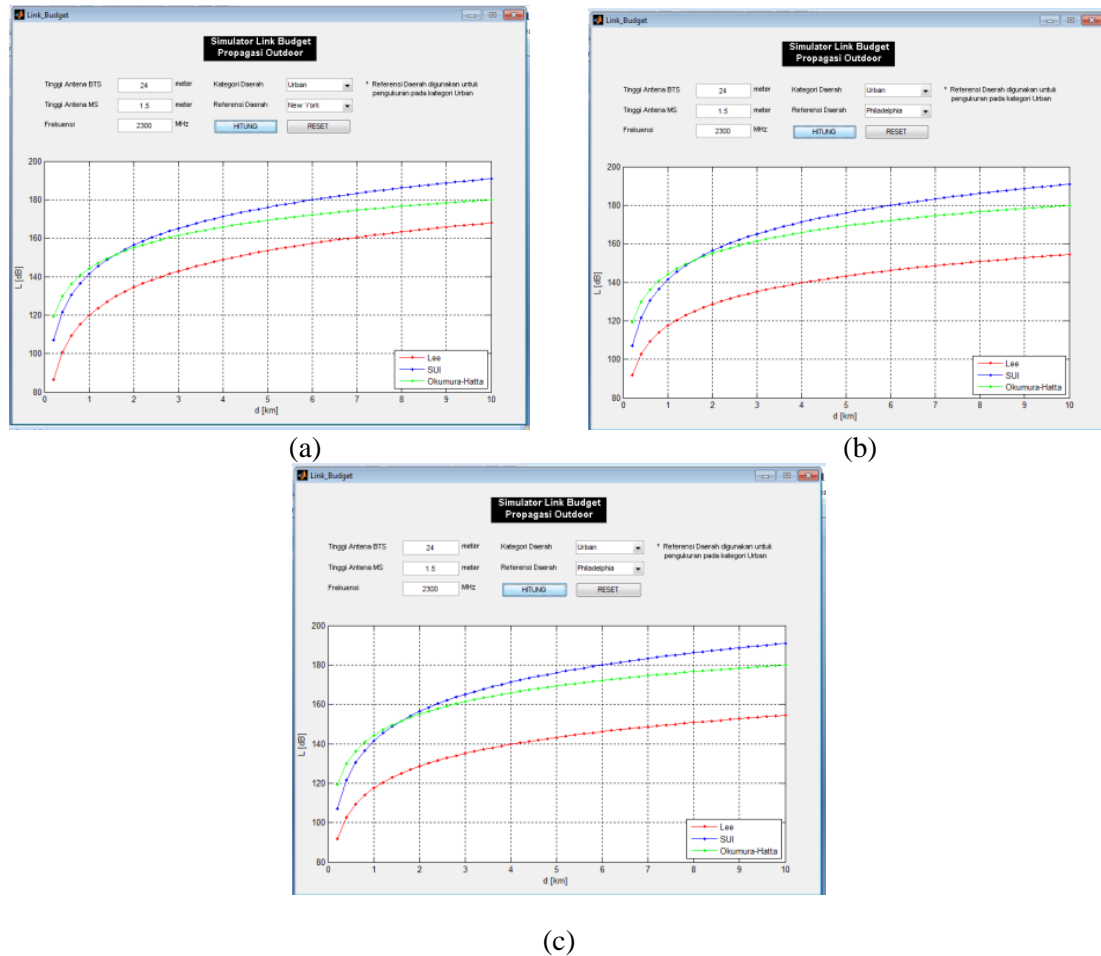 Link_Budget
Simulator Link Budget
Propagasi Outdoor
Tinggi Antena BTS 24 meter Kategori Daerah Urban * Referensi Daerah digunakan untuk
pengukuran pada kategori Urban
Tinggi Antena MS 1.5 meter Referensi Daerah New York
Frekuensi 2300 MHz HITUNG RESET
200
180
160
140
120
100
80
L [dB]
0 1 2 3 4 5 6 7 8 9 10
d [km]
Lee
SUI
Okumura-Hatta
(a)
Link_Budget
Simulator Link Budget
Propagasi Outdoor
Tinggi Antena BTS 24 meter Kategori Daerah Urban * Referensi Daerah digunakan untuk
pengukuran pada kategori Urban
Tinggi Antena MS 1.5 meter Referensi Daerah Philadelphia
Frekuensi 2300 MHz HITUNG RESET
200
180
160
140
120
100
80
L [dB]
0 1 2 3 4 5 6 7 8 9 10
d [km]
Lee
SUI
Okumura-Hatta
(b)
Link_Budget
Simulator Link Budget
Propagasi Outdoor
Tinggi Antena BTS 24 meter Kategori Daerah Urban * Referensi Daerah digunakan untuk
pengukuran pada kategori Urban
Tinggi Antena MS 1.5 meter Referensi Daerah Philadelphia
Frekuensi 2300 MHz HITUNG RESET
200
180
160
140
120
100
80
L [dB]
0 1 2 3 4 5 6 7 8 9 10
d [km]
Lee
SUI
Okumura-Hatta
(c)